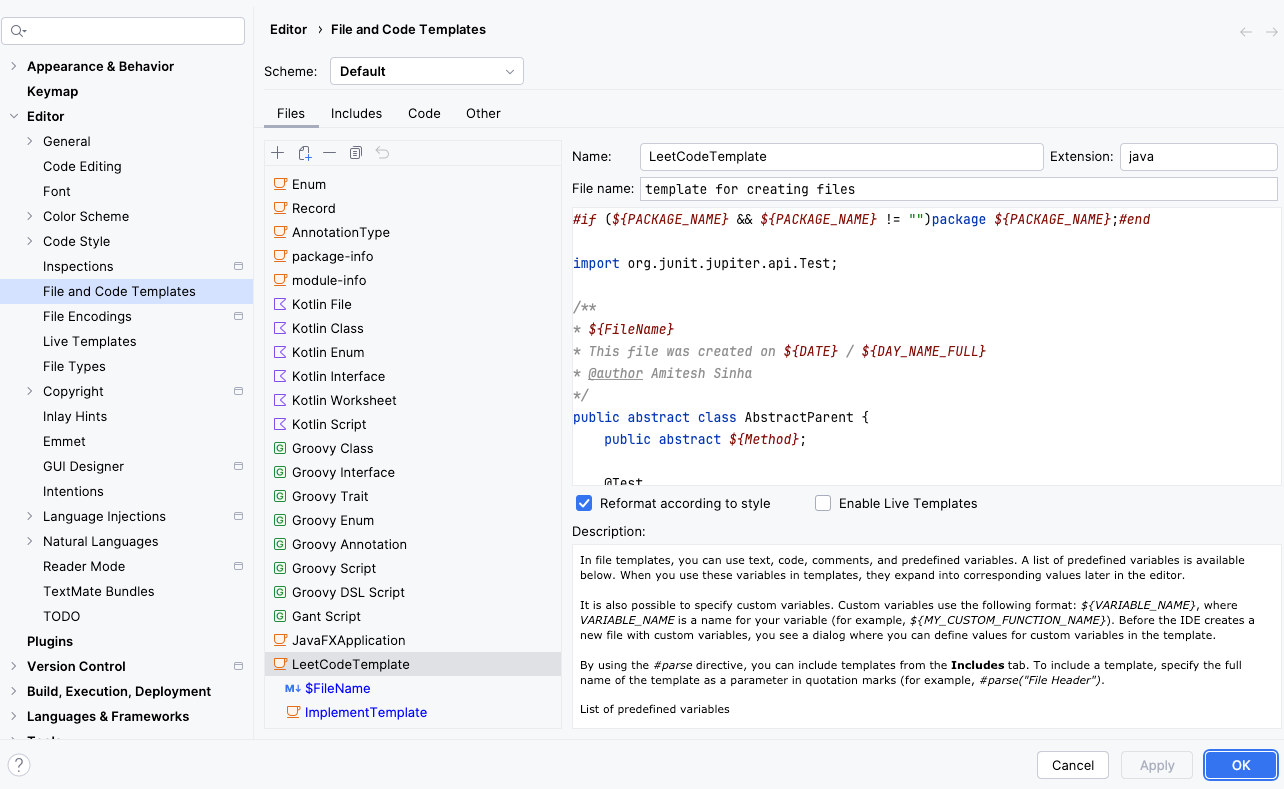 Editor › File and Code Templates
Appearance & Behavior
Keymap
Editor
General
Code Editing
Font
Color Scheme
Code Style
Inspections
File and Code Templates
File Encodings
Live Templates
File Types
Copyright
Inlay Hints
Emmet
GUI Designer
Intentions
Language Injections
Natural Languages
Reader Mode
TextMate Bundles
TODO
Plugins
Version Control
Build, Execution, Deployment
Languages & Frameworks
Scheme: Default
Files Includes Code Other
Enum
Record
AnnotationType
package-info
module-info
Kotlin File
Kotlin Class
Kotlin Enum
Kotlin Interface
Kotlin Worksheet
Kotlin Script
Groovy Class
Groovy Interface
Groovy Trait
Groovy Enum
Groovy Annotation
Groovy Script
Groovy DSL Script
Gant Script
JavaFXApplication
LeetCodeTemplate
M↓ $FileName
ImplementTemplate
Name: LeetCodeTemplate Extension: java
File name: template for creating files
#if (${PACKAGE_NAME} && ${PACKAGE_NAME} != "")package ${PACKAGE_NAME};#end
import org.junit.jupiter.api.Test;
/**
* ${FileName}
* This file was created on ${DATE} / ${DAY_NAME_FULL}
* @author Amitesh Sinha
*/
public abstract class AbstractParent {
public abstract ${Method};
@Test
Reformat according to style Enable Live Templates
Description:
In file templates, you can use text, code, comments, and predefined variables. A list of predefined variables is available
below. When you use these variables in templates, they expand into corresponding values later in the editor.
It is also possible to specify custom variables. Custom variables use the following format: ${VARIABLE_NAME}, where
VARIABLE_NAME is a name for your variable (for example, ${MY_CUSTOM_FUNCTION_NAME}). Before the IDE creates a
new file with custom variables, you see a dialog where you can define values for custom variables in the template.
By using the #parse directive, you can include templates from the Includes tab. To include a template, specify the full
name of the template as a parameter in quotation marks (for example, #parse("File Header").
List of predefined variables
? Cancel Apply OK